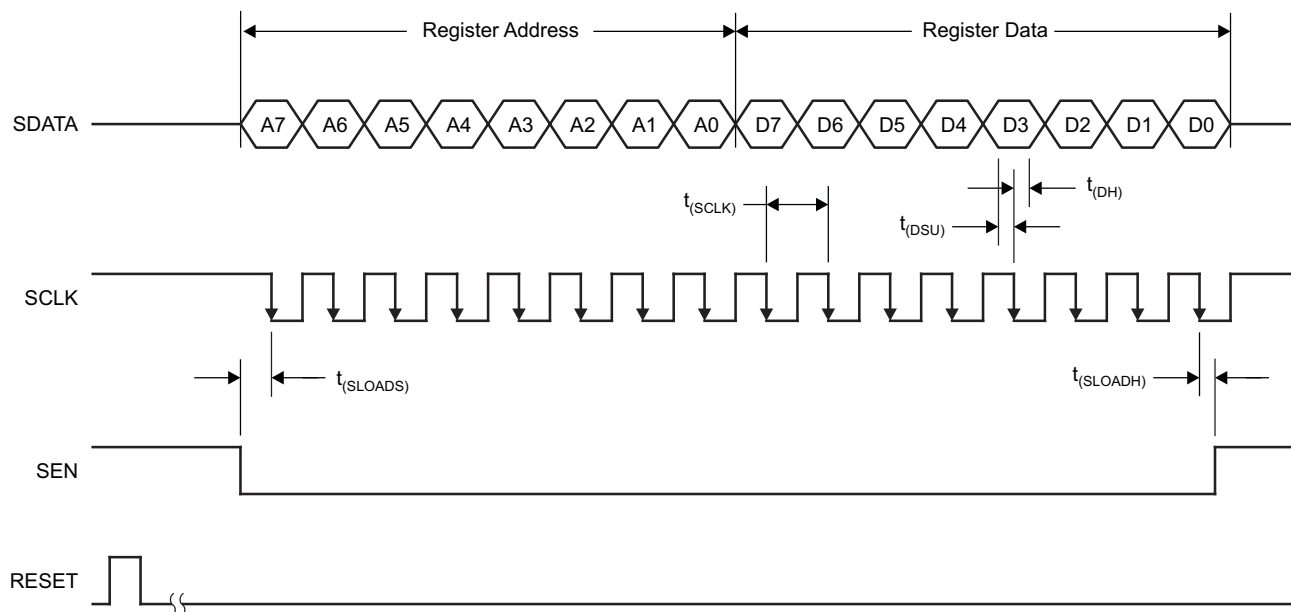 Register Address Register Data
SDATA A7 A6 A5 A4 A3 A2 A1 A0 D7 D6 D5 D4 D3 D2 D1 D0
t(SCLK) t(DH)
t(DSU)
SCLK
t(SLOADS) t(SLOADH)
SEN
RESET